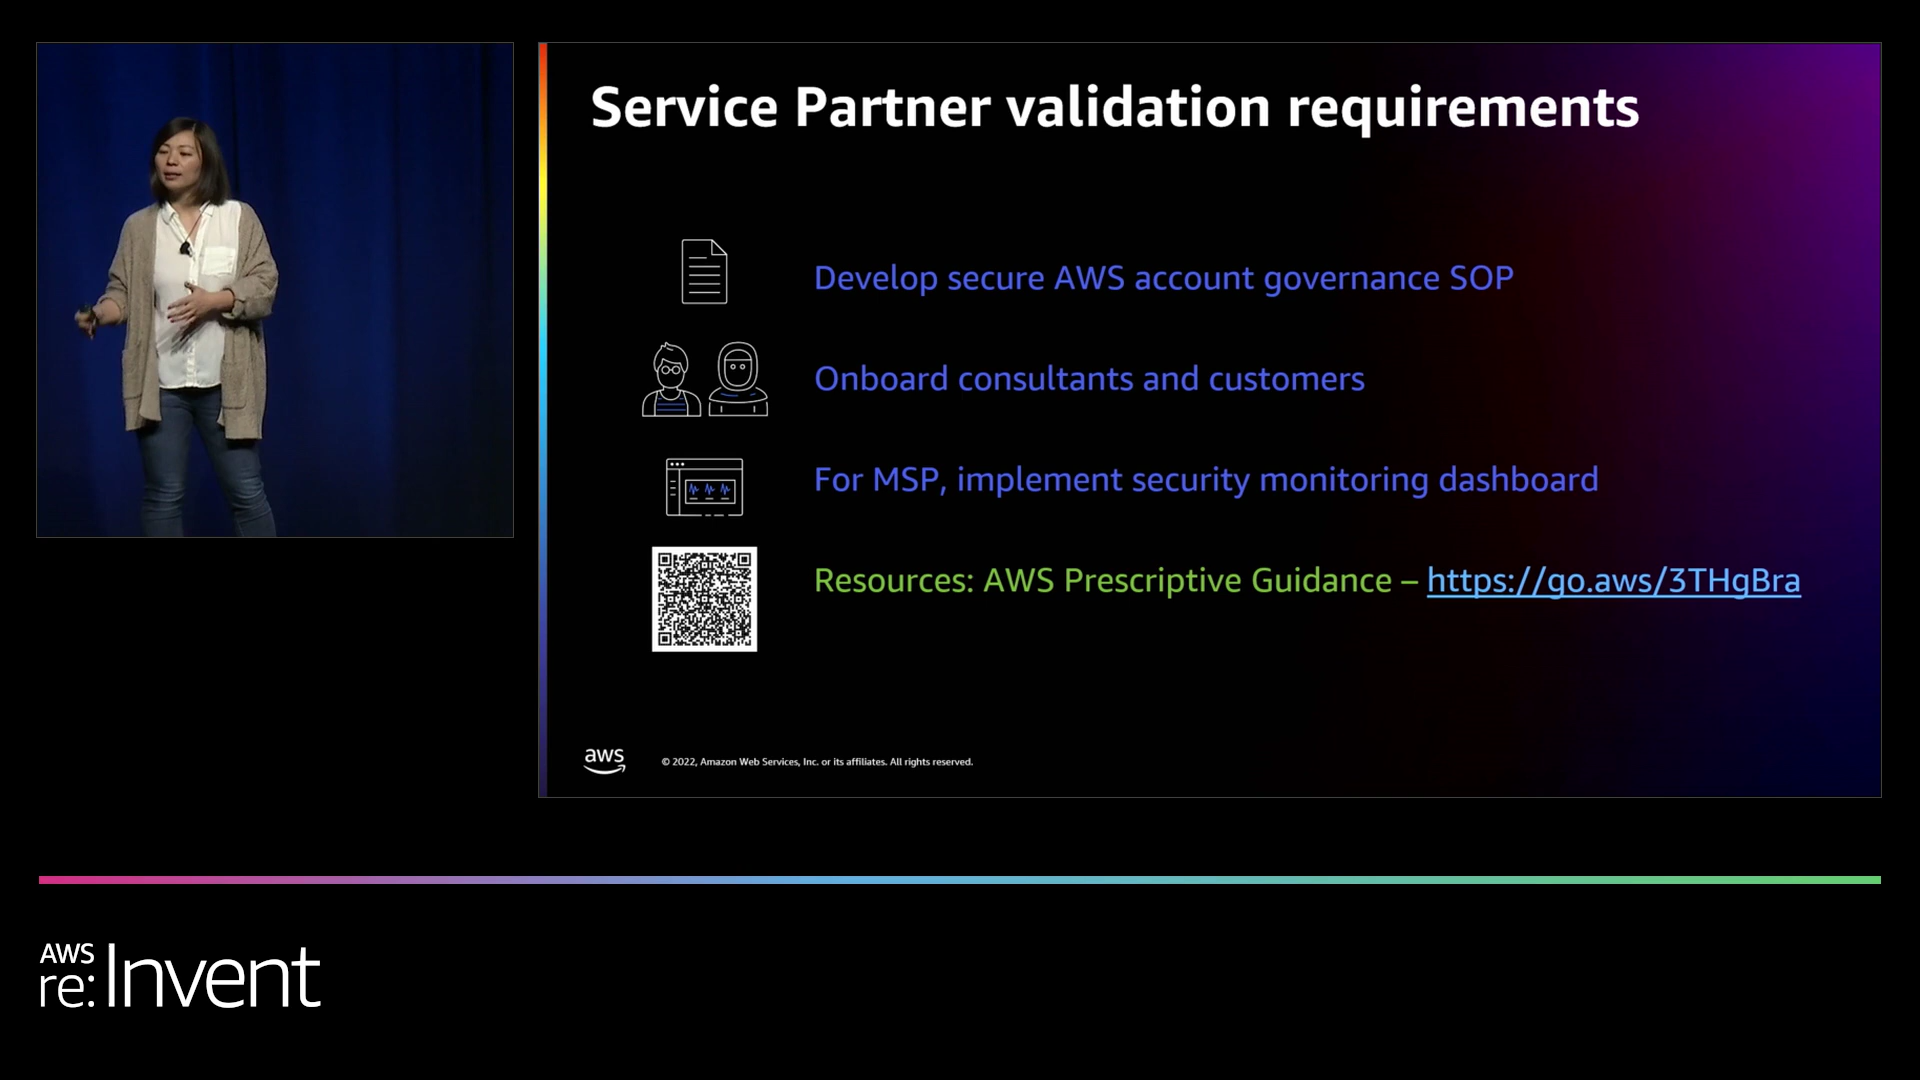 Service Partner validation requirements
Develop secure AWS account governance SOP
Onboard consultants and customers
For MSP, implement security monitoring dashboard
Resources: AWS Prescriptive Guidance – https://go.aws/3THgBra
aws
© 2022, Amazon Web Services, Inc. or its affiliates. All rights reserved.
AWS
re:Invent